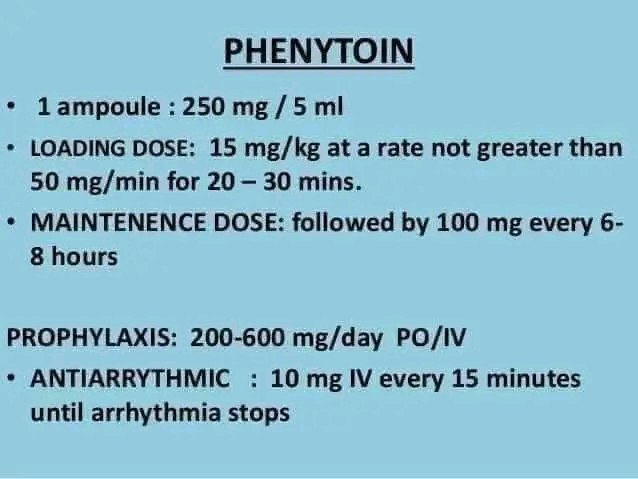 PHENYTOIN
• 1 ampoule : 250 mg / 5 ml
• LOADING DOSE: 15 mg/kg at a rate not greater than
50 mg/min for 20 – 30 mins.
• MAINTENENCE DOSE: followed by 100 mg every 6-
8 hours
PROPHYLAXIS: 200-600 mg/day PO/IV
• ANTIARRYTHMIC : 10 mg IV every 15 minutes
until arrhythmia stops